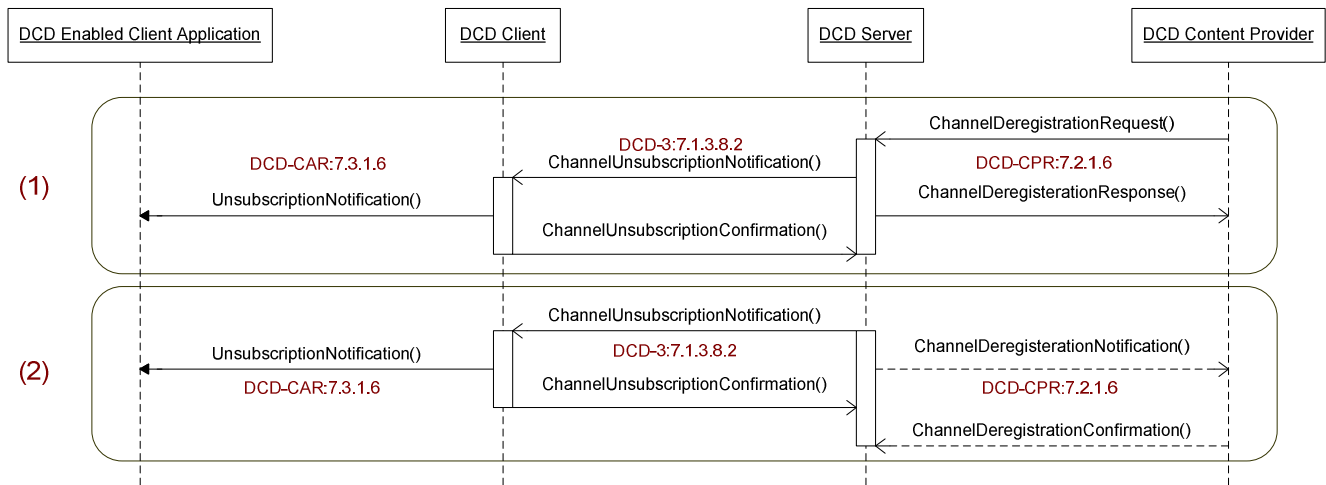 DCD Enabled Client Application
DCD Client
DCD Server
DCD Content Provider
ChannelDeregistrationRequest()
DCD-3:7.1.3.8.2
DCD-CAR:7.3.1.6
ChannelUnsubscriptionNotification()
DCD-CPR:7.2.1.6
(1)
UnsubscriptionNotification()
ChannelDeregisterationResponse()
ChannelUnsubscriptionConfirmation()
ChannelUnsubscriptionNotification()
UnsubscriptionNotification()
DCD-3:7.1.3.8.2
ChannelDeregisterationNotification()
(2)
DCD-CAR:7.3.1.6
ChannelUnsubscriptionConfirmation()
DCD-CPR:7.2.1.6
ChannelDeregistrationConfirmation()